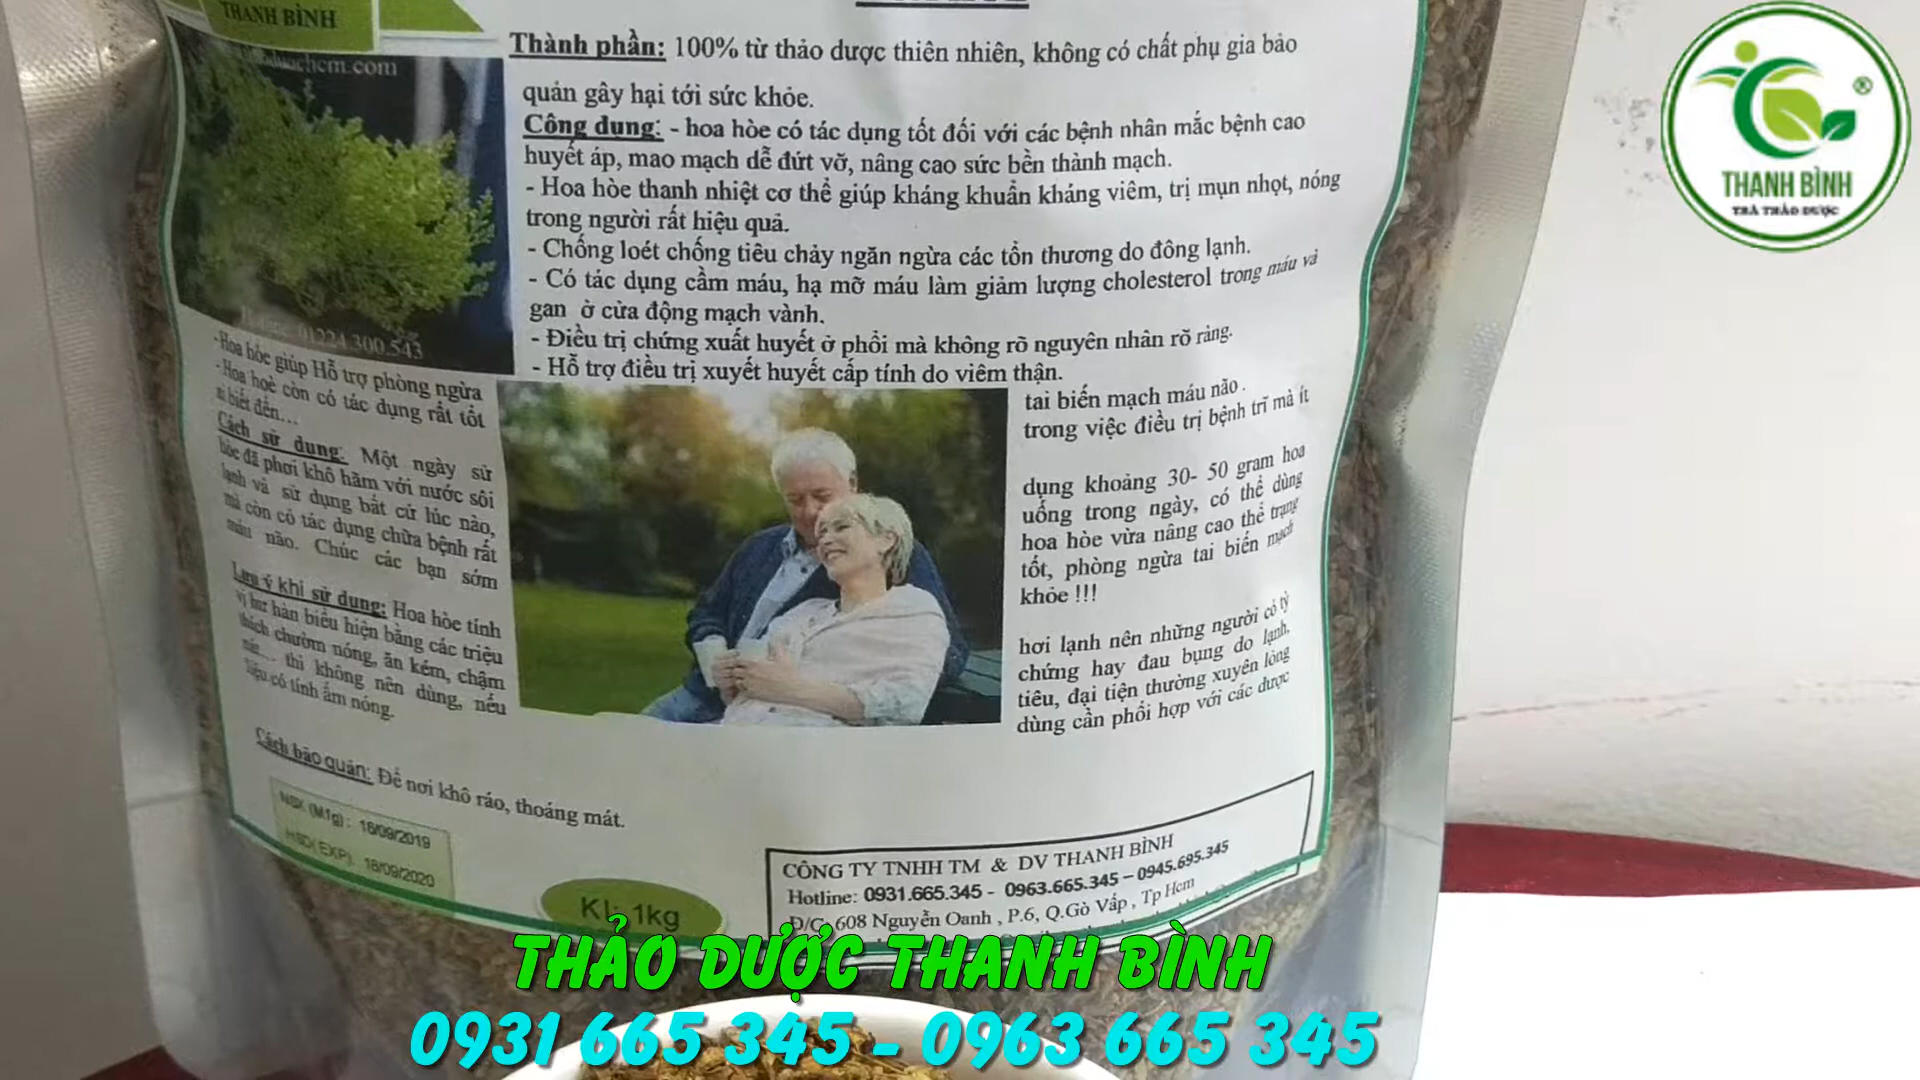 THANH BÌNH
Thành phần: 100% từ thảo dược thiên nhiên, không có chất phụ gia bảo
quản gây hại tới sức khỏe.
Công dụng: - hoa hòe có tác dụng tốt đối với các bệnh nhân mắc bệnh cao
huyết áp, mao mạch dễ đứt vỡ, nâng cao sức bền thành mạch.
- Hoa hòe thanh nhiệt cơ thể giúp kháng khuẩn kháng viêm, trị mụn nhọt, nóng
trong người rất hiệu quả.
- Chống loét chống tiêu chảy ngăn ngừa các tổn thương do đông lạnh.
- Có tác dụng cầm máu, hạ mỡ máu làm giảm lượng cholesterol trong máu và
gan ở cửa động mạch vành.
- Điều trị chứng xuất huyết ở phổi mà không rõ nguyên nhân rõ ràng.
- Hỗ trợ điều trị xuyết huyết cấp tính do viêm thận.
- Hoa hòe giúp Hỗ trợ phòng ngừa tai biến mạch máu não .
- Hoa hoè còn có tác dụng rất tốt trong việc điều trị bệnh trĩ mà ít
ai biết đến...
Cách sử dụng: Một ngày sử dụng khoảng 30- 50 gram hoa
hòe đã phơi khô hãm với nước sôi uống trong ngày, có thể dùng
lạnh và sử dụng bất cứ lúc nào, hoa hòe vừa nâng cao thể trạng
mà còn có tác dụng chữa bệnh rất tốt, phòng ngừa tai biến mạch
máu não. Chúc các bạn sớm khỏe !!!
Lưu ý khi sử dụng: Hoa hòe tính hơi lạnh nên những người có tỳ
vị hư hàn biểu hiện bằng các triệu chứng hay đau bụng do lạnh,
thích chườm nóng, ăn kém, chậm tiêu, đại tiện thường xuyên lỏng
nát... thì không nên dùng, nếu dùng cần phối hợp với các dược
liệu có tính ấm nóng.
Cách bảo quản: Để nơi khô ráo, thoáng mát.
NSX (Mfg) : 16/09/2019
HSD( EXP): 16/09/2020
KL: 1kg
CÔNG TY TNHH TM & DV THANH BÌNH
Hotline: 0931.665.345 - 0963.665.345 – 0945.695.345
Đ/C: 608 Nguyễn Oanh , P.6, Q.Gò Vấp , Tp Hcm
®
THANH BÌNH
TRÀ THẢO DƯỢC
THẢO DƯỢC THANH BÌNH
0931 665 345 - 0963 665 345